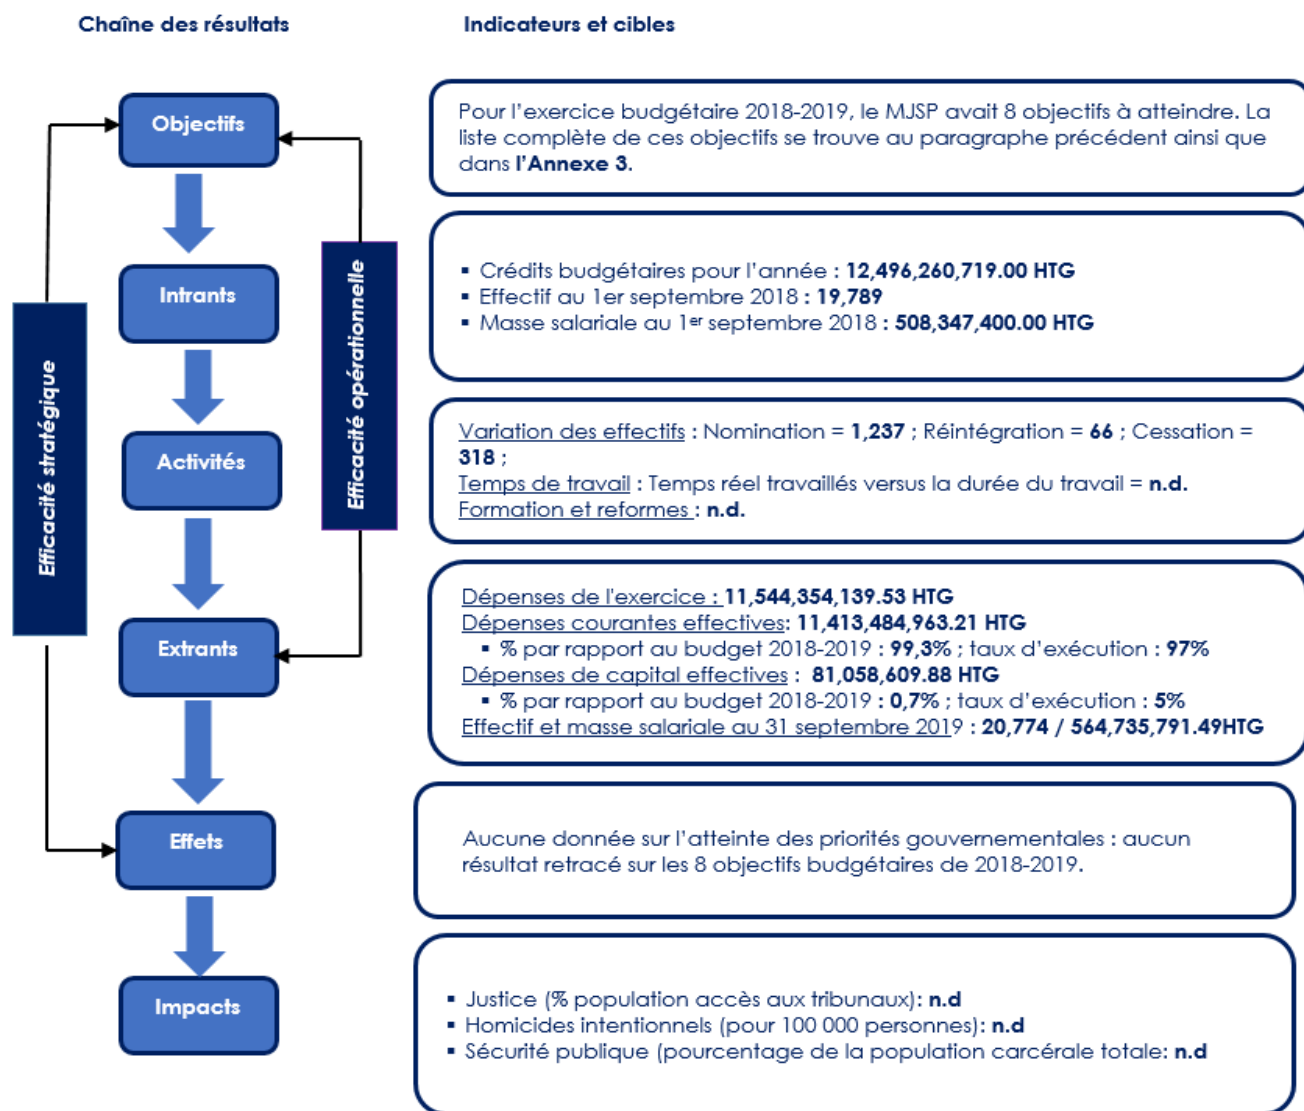 Chaîne des résultats
Indicateurs et cibles
Objectifs
Pour l'exercice budgétaire 2018-2019, le MJSP avait 8 objectifs à atteindre. La
liste complète de ces objectifs se trouve au paragraphe précédent ainsi que
dans l'Annexe 3.
Intrants
▪ Crédits budgétaires pour l'année : 12,496,260,719.00 HTG
▪ Effectif au 1er septembre 2018 : 19,789
▪ Masse salariale au 1er septembre 2018 : 508,347,400.00 HTG
Efficacité stratégique
Efficacité opérationnelle
Activités
Variation des effectifs : Nomination = 1,237 ; Réintégration = 66 ; Cessation =
318 ;
Temps de travail : Temps réel travaillés versus la durée du travail = n.d.
Formation et reformes : n.d.
Extrants
Dépenses de l'exercice : 11,544,354,139.53 HTG
Dépenses courantes effectives: 11,413,484,963.21 HTG
▪ % par rapport au budget 2018-2019 : 99,3% ; taux d'exécution : 97%
Dépenses de capital effectives : 81,058,609.88 HTG
▪ % par rapport au budget 2018-2019 : 0,7% ; taux d'exécution : 5%
Effectif et masse salariale au 31 septembre 2019 : 20,774 / 564,735,791.49HTG
Effets
Aucune donnée sur l'atteinte des priorités gouvernementales : aucun
résultat retracé sur les 8 objectifs budgétaires de 2018-2019.
Impacts
▪ Justice (% population accès aux tribunaux): n.d
▪ Homicides intentionnels (pour 100 000 personnes): n.d
▪ Sécurité publique (pourcentage de la population carcérale totale: n.d